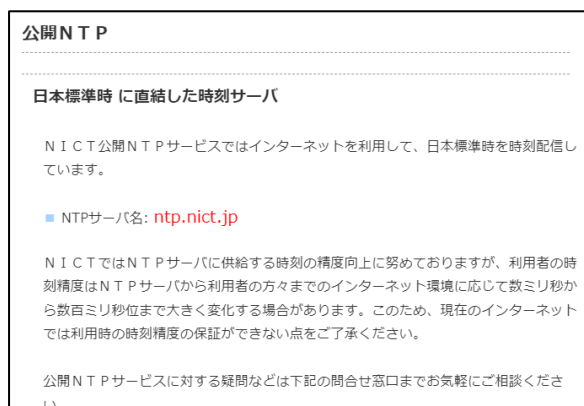 公開ＮＴＰ
日本標準時 に直結した時刻サーバ
ＮＩＣＴ公開ＮＴＰサービスではインターネットを利用して、日本標準時を時刻配信し
ています。
NTPサーバ名: ntp.nict.jp
ＮＩＣＴではＮＴＰサーバに供給する時刻の精度向上に努めておりますが、利用者の時
刻精度はＮＴＰサーバから利用者の方々までのインターネット環境に応じて数ミリ秒か
ら数百ミリ秒位まで大きく変化する場合があります。このため、現在のインターネット
では利用時の時刻精度の保証ができない点をご了承ください。
公開ＮＴＰサービスに対する疑問などは下記の問合せ窓口までお気軽にご相談くださ
い